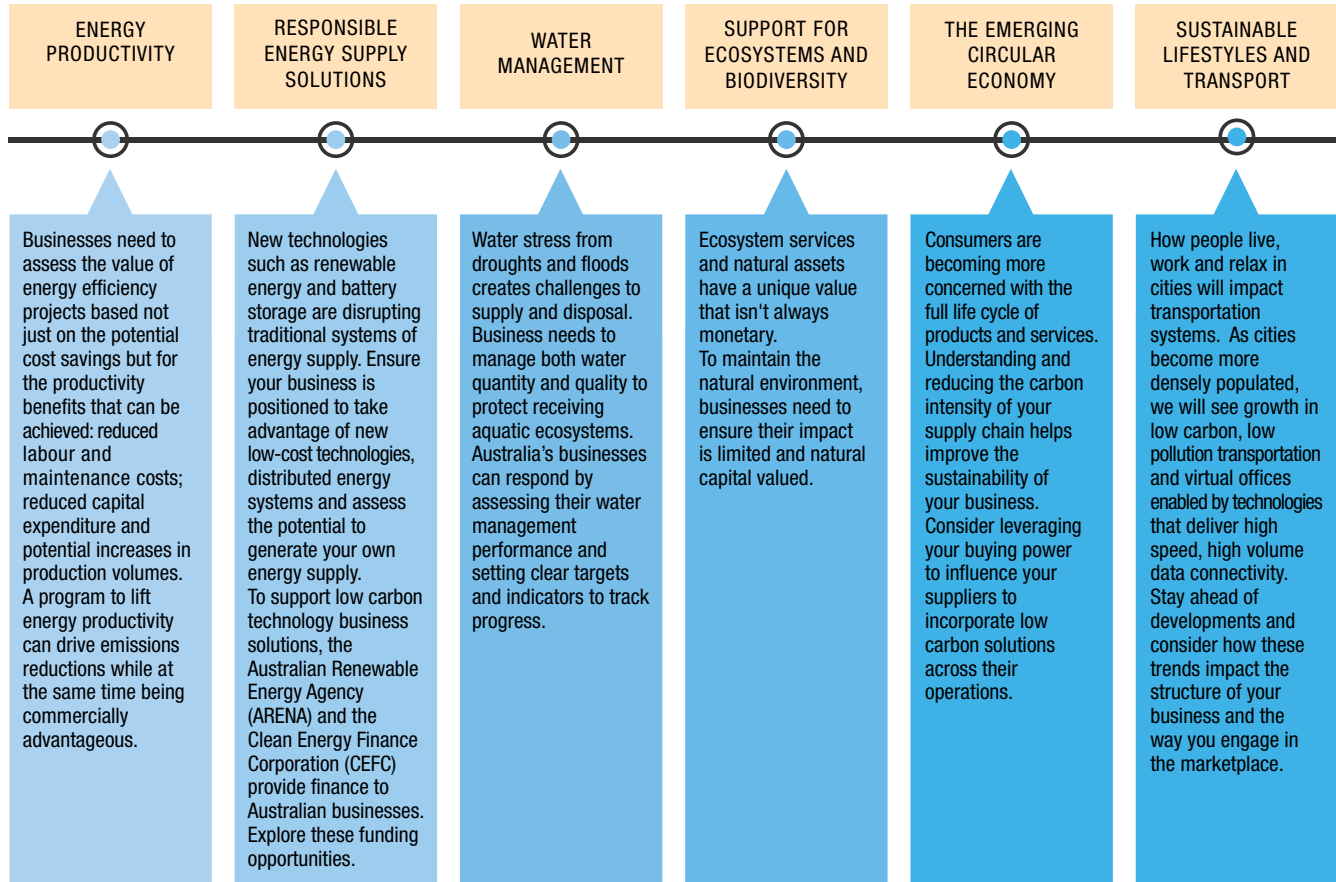 ENERGY
PRODUCTIVITY
RESPONSIBLE
ENERGY SUPPLY
SOLUTIONS
WATER
MANAGEMENT
SUPPORT FOR
ECOSYSTEMS AND
BIODIVERSITY
THE EMERGING
CIRCULAR
ECONOMY
SUSTAINABLE
LIFESTYLES AND
TRANSPORT
Businesses need to
assess the value of
energy efficiency
projects based not
just on the potential
cost savings but for
the productivity
benefits that can be
achieved: reduced
labour and
maintenance costs;
reduced capital
expenditure and
potential increases in
production volumes.
A program to lift
energy productivity
can drive emissions
reductions while at
the same time being
commercially
advantageous.
New technologies
such as renewable
energy and battery
storage are disrupting
traditional systems of
energy supply. Ensure
your business is
positioned to take
advantage of new
low-cost technologies,
distributed energy
systems and assess
the potential to
generate your own
energy supply.
To support low carbon
technology business
solutions, the
Australian Renewable
Energy Agency
(ARENA) and the
Clean Energy Finance
Corporation (CEFC)
provide finance to
Australian businesses.
Explore these funding
opportunities.
Water stress from
droughts and floods
creates challenges to
supply and disposal.
Business needs to
manage both water
quantity and quality to
protect receiving
aquatic ecosystems.
Australia's businesses
can respond by
assessing their water
management
performance and
setting clear targets
and indicators to track
progress.
Ecosystem services
and natural assets
have a unique value
that isn't always
monetary.
To maintain the
natural environment,
businesses need to
ensure their impact
is limited and natural
capital valued.
Consumers are
becoming more
concerned with the
full life cycle of
products and services.
Understanding and
reducing the carbon
intensity of your
supply chain helps
improve the
sustainability of
your business.
Consider leveraging
your buying power
to influence your
suppliers to
incorporate low
carbon solutions
across their
operations.
How people live,
work and relax in
cities will impact
transportation
systems. As cities
become more
densely populated,
we will see growth in
low carbon, low
pollution transportation
and virtual offices
enabled by technologies
that deliver high
speed, high volume
data connectivity.
Stay ahead of
developments and
consider how these
trends impact the
structure of your
business and the
way you engage in
the marketplace.